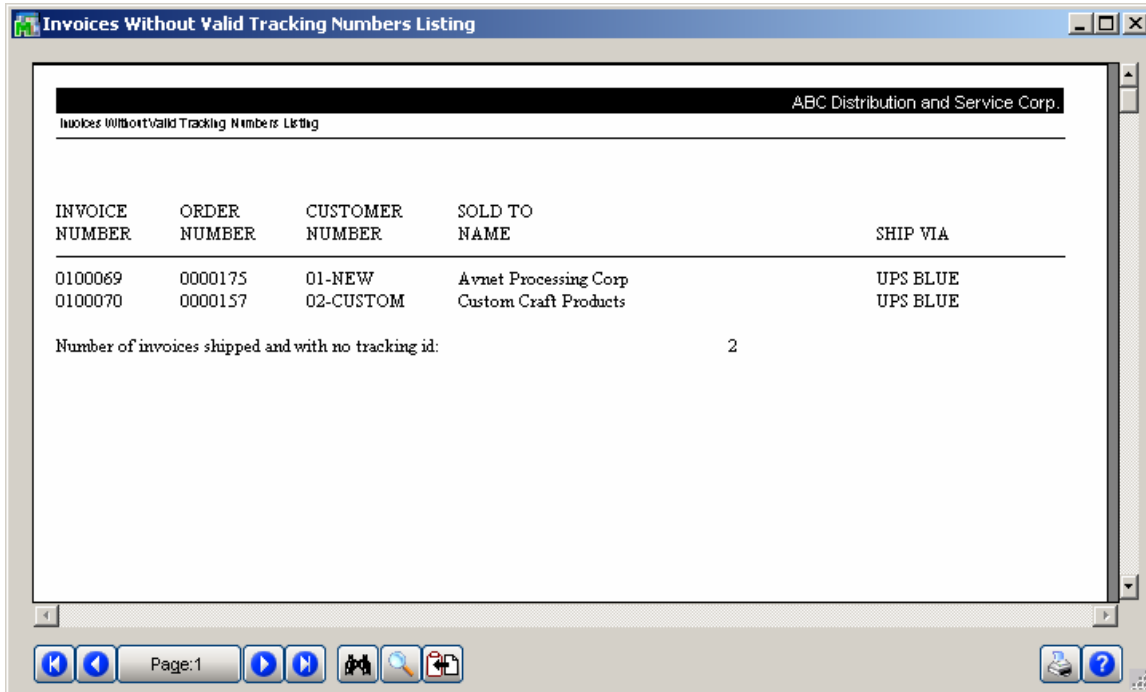 Invoices Without Valid Tracking Numbers Listing
ABC Distribution and Service Corp.
Invoices Without Valid Tracking Numbers Listing
INVOICE ORDER CUSTOMER SOLD TO
NUMBER NUMBER NUMBER NAME SHIP VIA
0100069 0000175 01-NEW Avnet Processing Corp UPS BLUE
0100070 0000157 02-CUSTOM Custom Craft Products UPS BLUE
Number of invoices shipped and with no tracking id: 2
Page:1